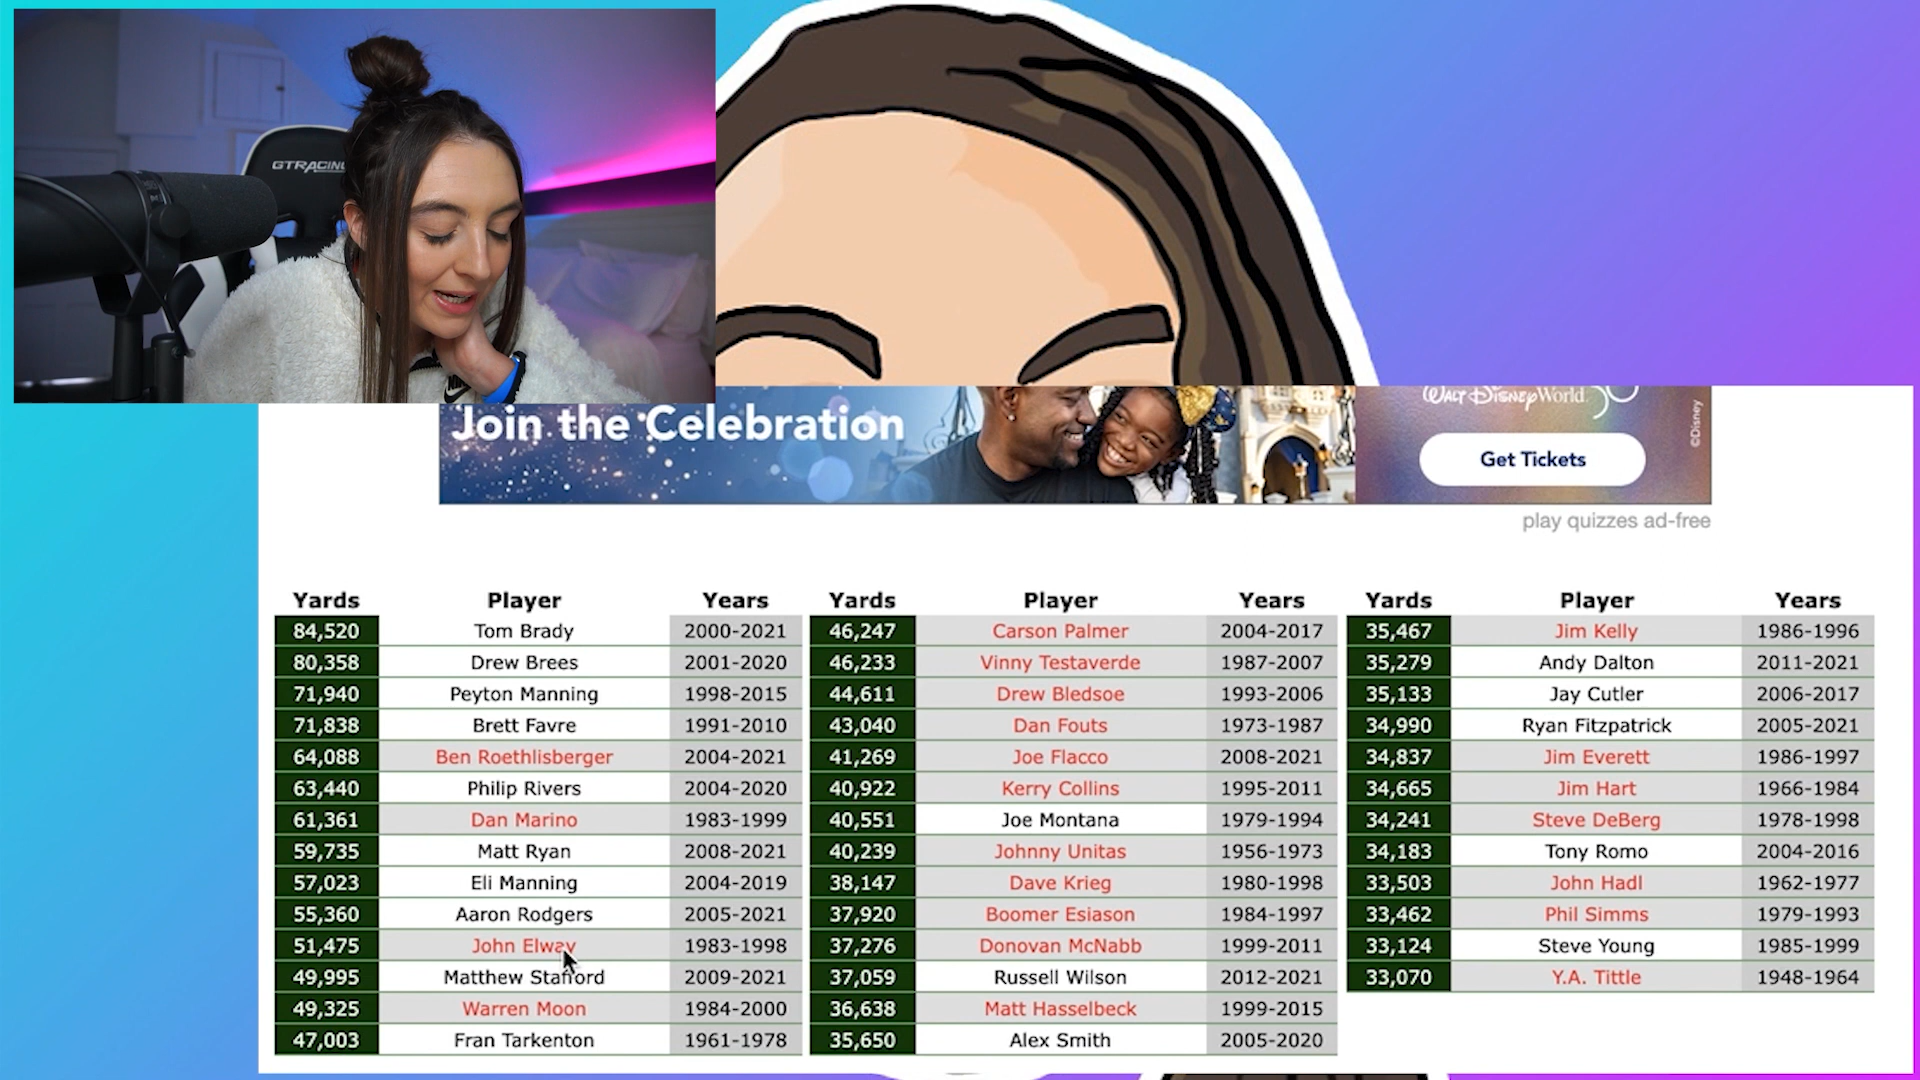 GTRACING
Join the Celebration
Walt Disney World
©Disney
Get Tickets
play quizzes ad-free
Yards Player Years Yards Player Years Yards Player Years
84,520 Tom Brady 2000-2021 46,247 Carson Palmer 2004-2017 35,467 Jim Kelly 1986-1996
80,358 Drew Brees 2001-2020 46,233 Vinny Testaverde 1987-2007 35,279 Andy Dalton 2011-2021
71,940 Peyton Manning 1998-2015 44,611 Drew Bledsoe 1993-2006 35,133 Jay Cutler 2006-2017
71,838 Brett Favre 1991-2010 43,040 Dan Fouts 1973-1987 34,990 Ryan Fitzpatrick 2005-2021
64,088 Ben Roethlisberger 2004-2021 41,269 Joe Flacco 2008-2021 34,837 Jim Everett 1986-1997
63,440 Philip Rivers 2004-2020 40,922 Kerry Collins 1995-2011 34,665 Jim Hart 1966-1984
61,361 Dan Marino 1983-1999 40,551 Joe Montana 1979-1994 34,241 Steve DeBerg 1978-1998
59,735 Matt Ryan 2008-2021 40,239 Johnny Unitas 1956-1973 34,183 Tony Romo 2004-2016
57,023 Eli Manning 2004-2019 38,147 Dave Krieg 1980-1998 33,503 John Hadl 1962-1977
55,360 Aaron Rodgers 2005-2021 37,920 Boomer Esiason 1984-1997 33,462 Phil Simms 1979-1993
51,475 John Elway 1983-1998 37,276 Donovan McNabb 1999-2011 33,124 Steve Young 1985-1999
49,995 Matthew Stafford 2009-2021 37,059 Russell Wilson 2012-2021 33,070 Y.A. Tittle 1948-1964
49,325 Warren Moon 1984-2000 36,638 Matt Hasselbeck 1999-2015
47,003 Fran Tarkenton 1961-1978 35,650 Alex Smith 2005-2020